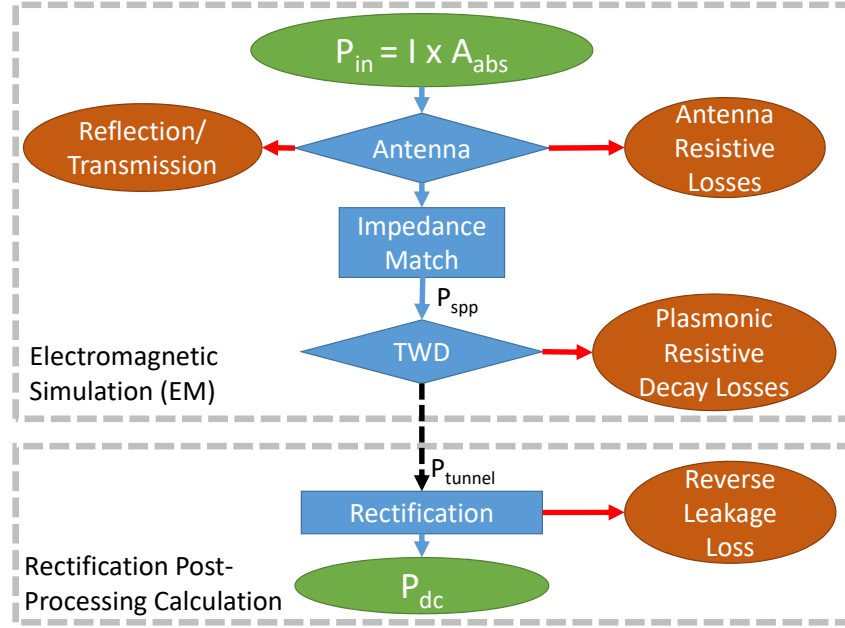 P_in = I x A_abs
Reflection/
Transmission
Antenna
Antenna
Resistive
Losses
Impedance
Match
P_spp
TWD
Plasmonic
Resistive
Decay Losses
Electromagnetic
Simulation (EM)
P_tunnel
Rectification
Reverse
Leakage
Loss
Rectification Post-
Processing Calculation
P_dc